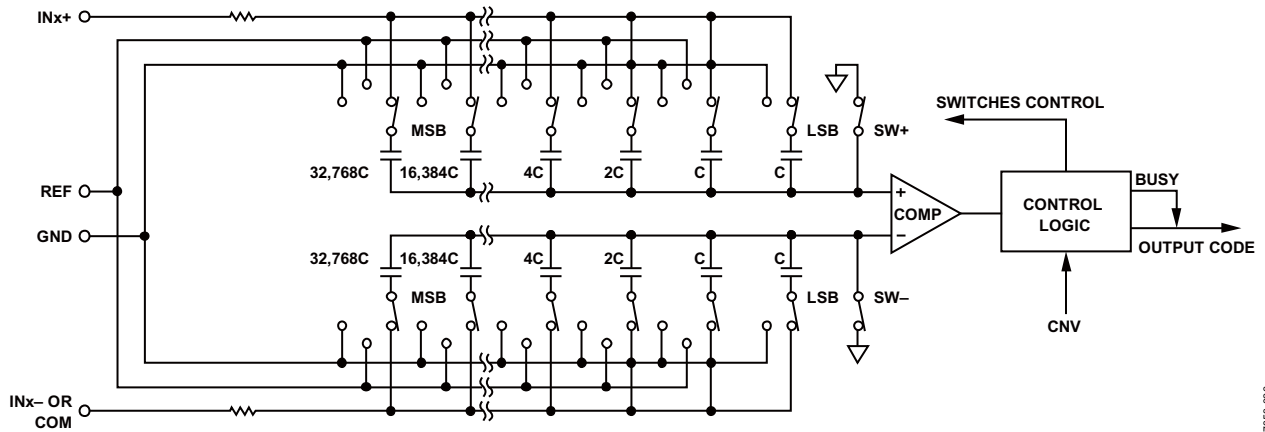 INx+
SWITCHES CONTROL
MSB
LSB
SW+
32,768C
16,384C
4C
2C
C
C
REF
+
COMP
–
BUSY
CONTROL
LOGIC
GND
OUTPUT CODE
32,768C
16,384C
4C
2C
C
C
MSB
LSB
SW–
CNV
INx– OR
COM